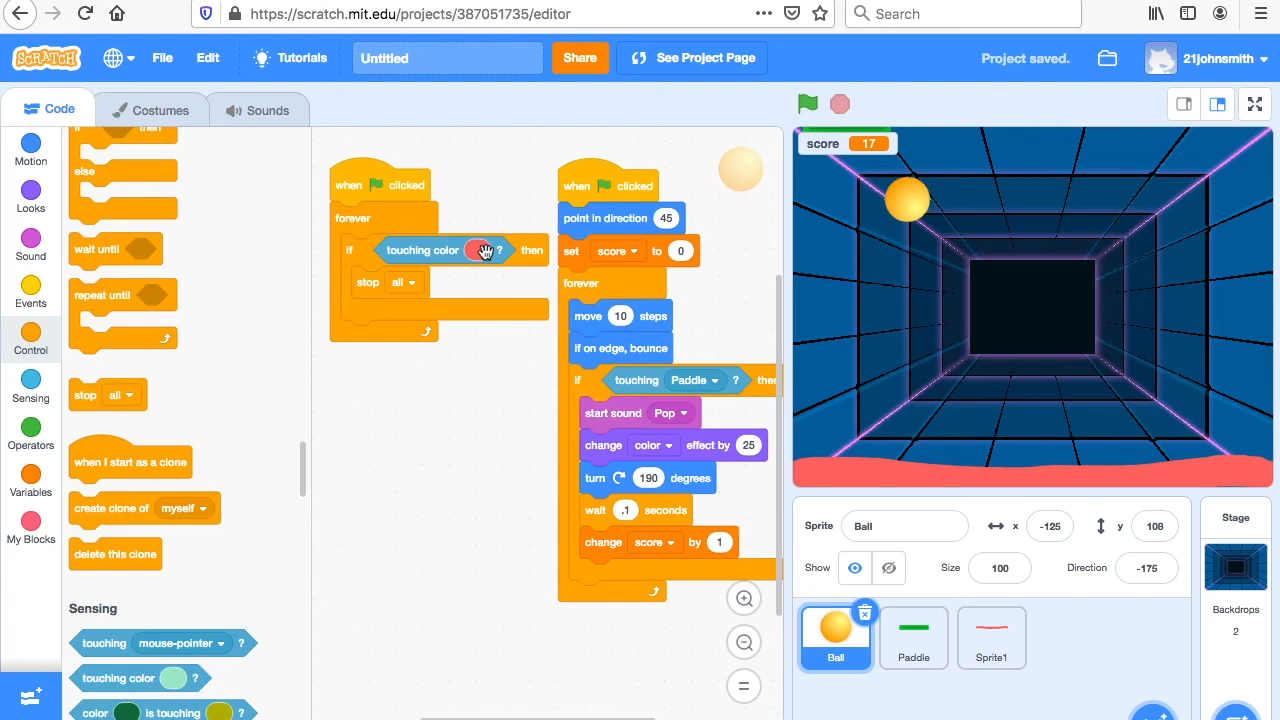 https://scratch.mit.edu/projects/387051735/editor
Search
SCRATCH
File
Edit
Tutorials
Untitled
Share
See Project Page
Project saved.
21johnsmith
Code
Costumes
Sounds
Motion
Looks
Sound
Events
Control
Sensing
Operators
Variables
My Blocks
if then
else
wait until
repeat until
stop all
when I start as a clone
create clone of myself
delete this clone
Sensing
touching mouse-pointer ?
touching color ?
color is touching ?
when clicked
forever
if touching color ? then
stop all
when clicked
point in direction 45
set score to 0
forever
move 10 steps
if on edge, bounce
if touching Paddle ? then
start sound Pop
change color effect by 25
turn 190 degrees
wait .1 seconds
change score by 1
score 17
Sprite Ball x -125 y 108
Show Size 100 Direction -175
Ball
Paddle
Sprite1
Stage
Backdrops
2